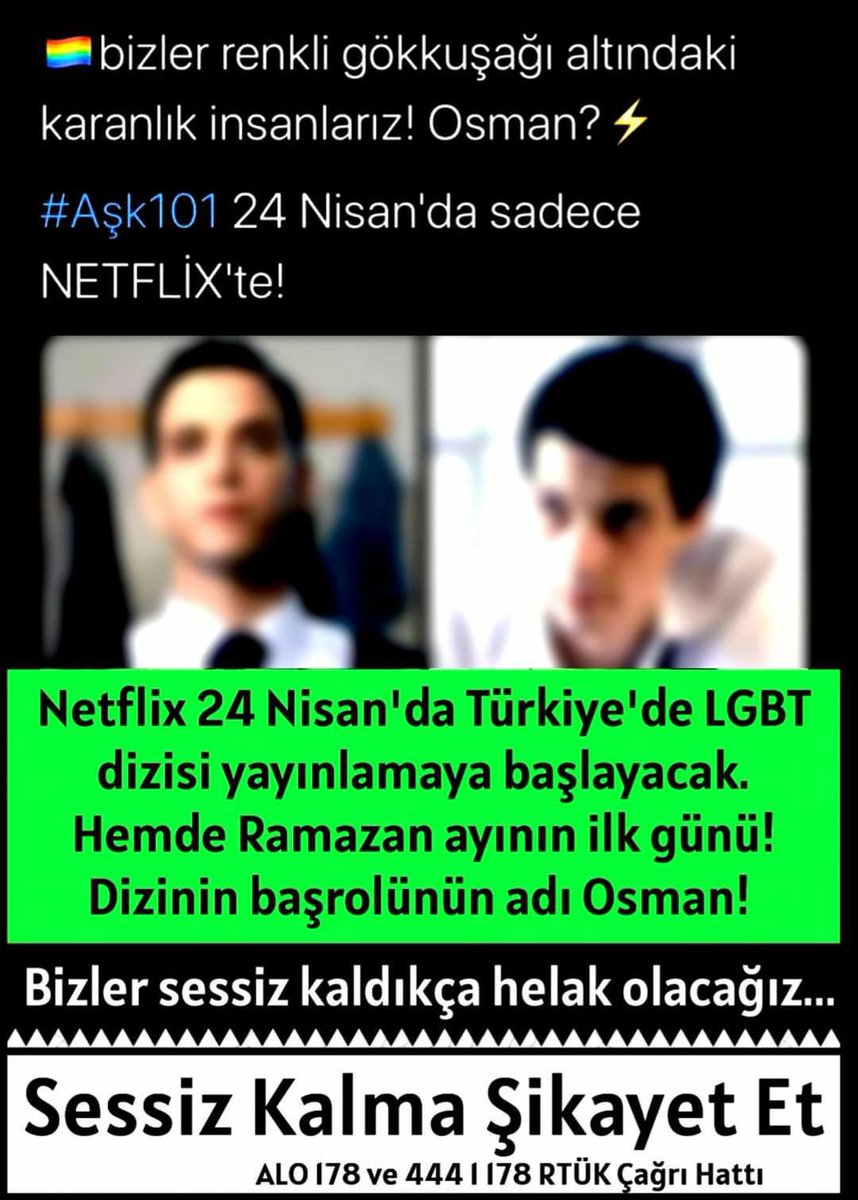 🏳️‍🌈bizler renkli gökkuşağı altındaki
karanlık insanlarız! Osman?⚡
#Aşk101 24 Nisan'da sadece
NETFLİX'te!
Netflix 24 Nisan'da Türkiye'de LGBT
dizisi yayınlamaya başlayacak.
Hemde Ramazan ayının ilk günü!
Dizinin başrolünün adı Osman!
Bizler sessiz kaldıkça helak olacağız...
Sessiz Kalma Şikayet Et
ALO 178 ve 444 1 178 RTÜK Çağrı Hattı